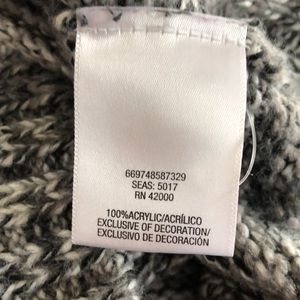 669748587329
SEAS: 5017
RN 42000
100%ACRYLIC/ACRÍLICO
EXCLUSIVE OF DECORATION/
EXCLUSIVO DE DECORACIÓN